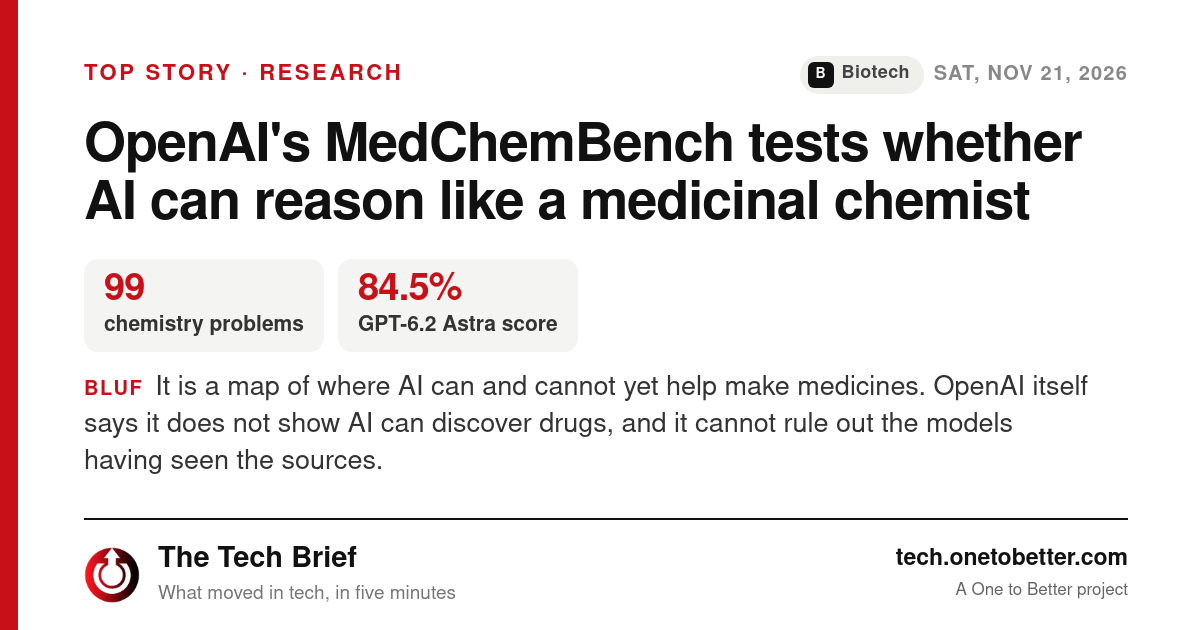 TOP STORY · RESEARCH
B Biotech
SAT, NOV 21, 2026
OpenAI's MedChemBench tests whether
AI can reason like a medicinal chemist
99
chemistry problems
84.5%
GPT-6.2 Astra score
BLUF It is a map of where AI can and cannot yet help make medicines. OpenAI itself
says it does not show AI can discover drugs, and it cannot rule out the models
having seen the sources.
The Tech Brief
What moved in tech, in five minutes
tech.onetobetter.com
A One to Better project